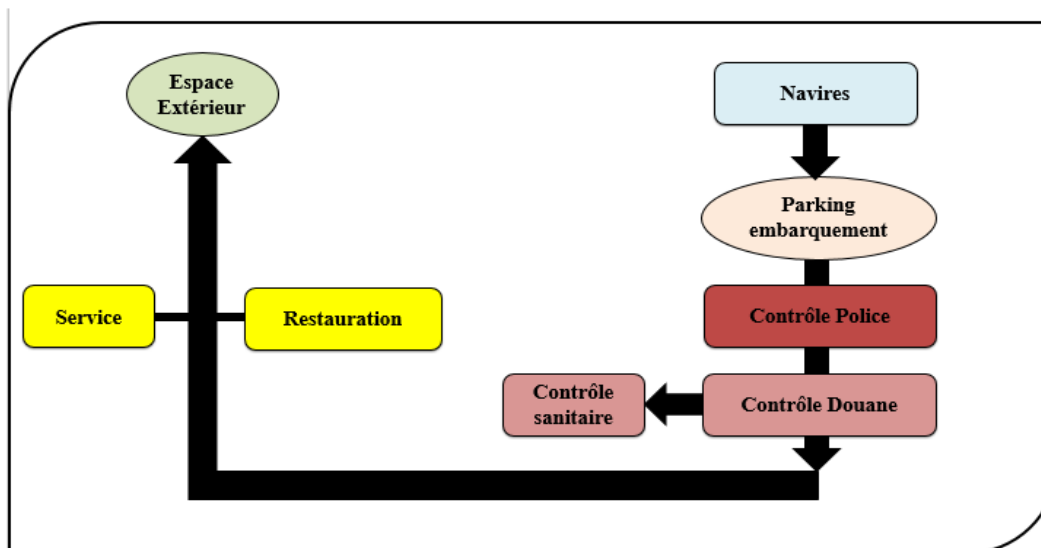 Espace
Extérieur
Navires
Parking
embarquement
Service
Restauration
Contrôle Police
Contrôle
sanitaire
Contrôle Douane